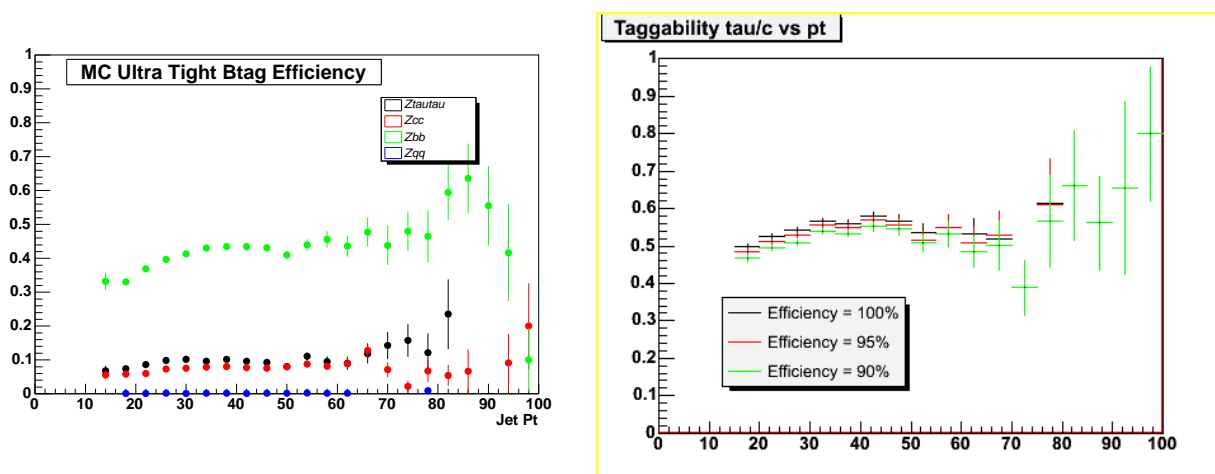 MC Ultra Tight Btag Efficiency
Ztautau
Zcc
Zbb
Zqq
1
0.9
0.8
0.7
0.6
0.5
0.4
0.3
0.2
0.1
0
0 10 20 30 40 50 60 70 80 90 100
Jet Pt
Taggability tau/c vs pt
1
0.9
0.8
0.7
0.6
0.5
0.4
0.3
0.2
0.1
0
Efficiency = 100%
Efficiency = 95%
Efficiency = 90%
0 10 20 30 40 50 60 70 80 90 100